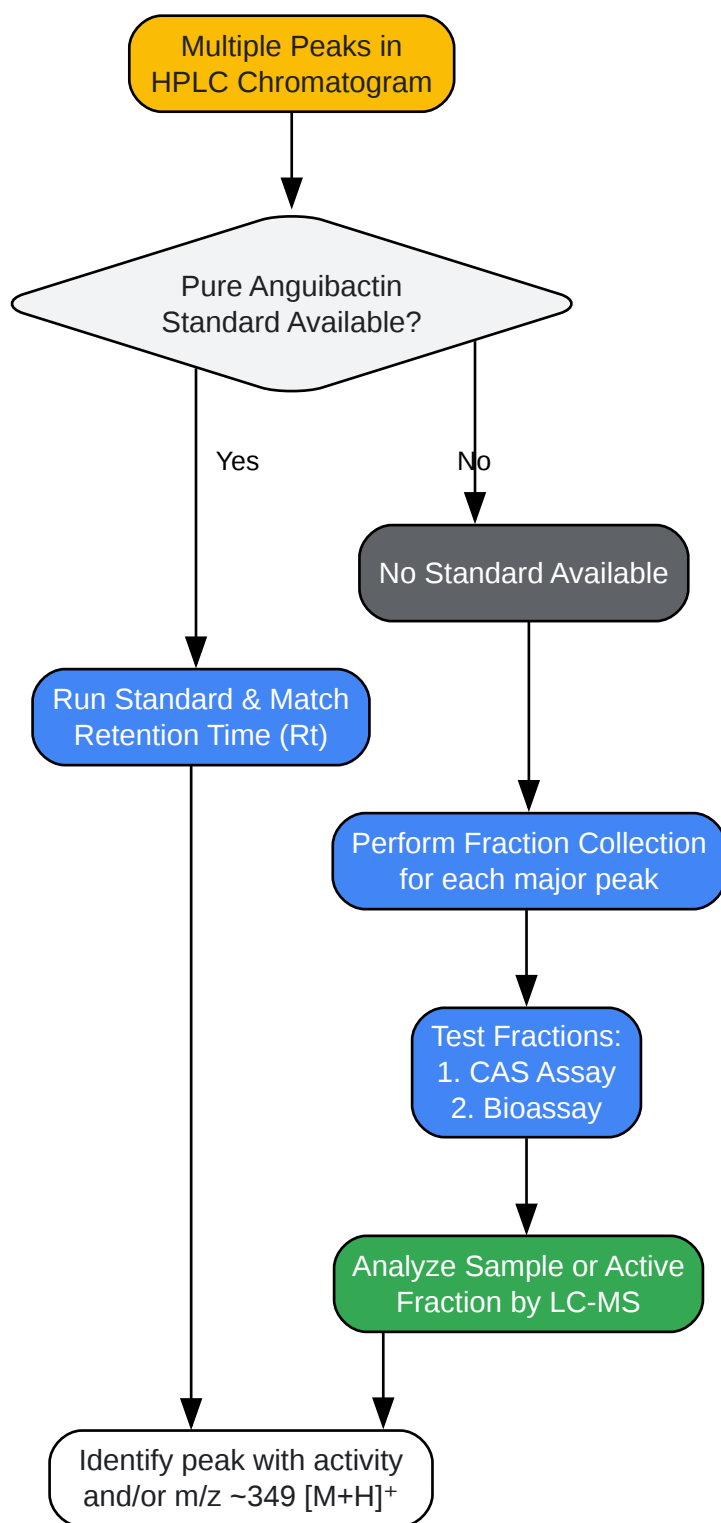 Multiple Peaks in
HPLC Chromatogram
Pure Anguibactin
Standard Available?
Yes
No
No Standard Available
Run Standard & Match
Retention Time (Rt)
Perform Fraction Collection
for each major peak
Test Fractions:
1. CAS Assay
2. Bioassay
Analyze Sample or Active
Fraction by LC-MS
Identify peak with activity
and/or m/z ~349 [M+H]⁺